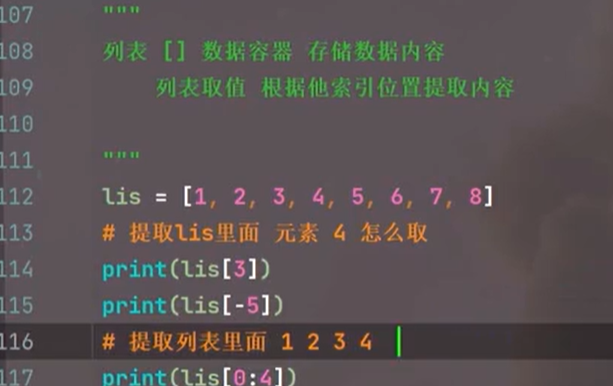 107 """
108 列表 [] 数据容器 存储数据内容
109 列表取值 根据他索引位置提取内容
110
111 """
112 lis = [1, 2, 3, 4, 5, 6, 7, 8]
113 # 提取lis里面 元素 4 怎么取
114 print(lis[3])
115 print(lis[-5])
116 # 提取列表里面 1 2 3 4
117 print(lis[0:4])